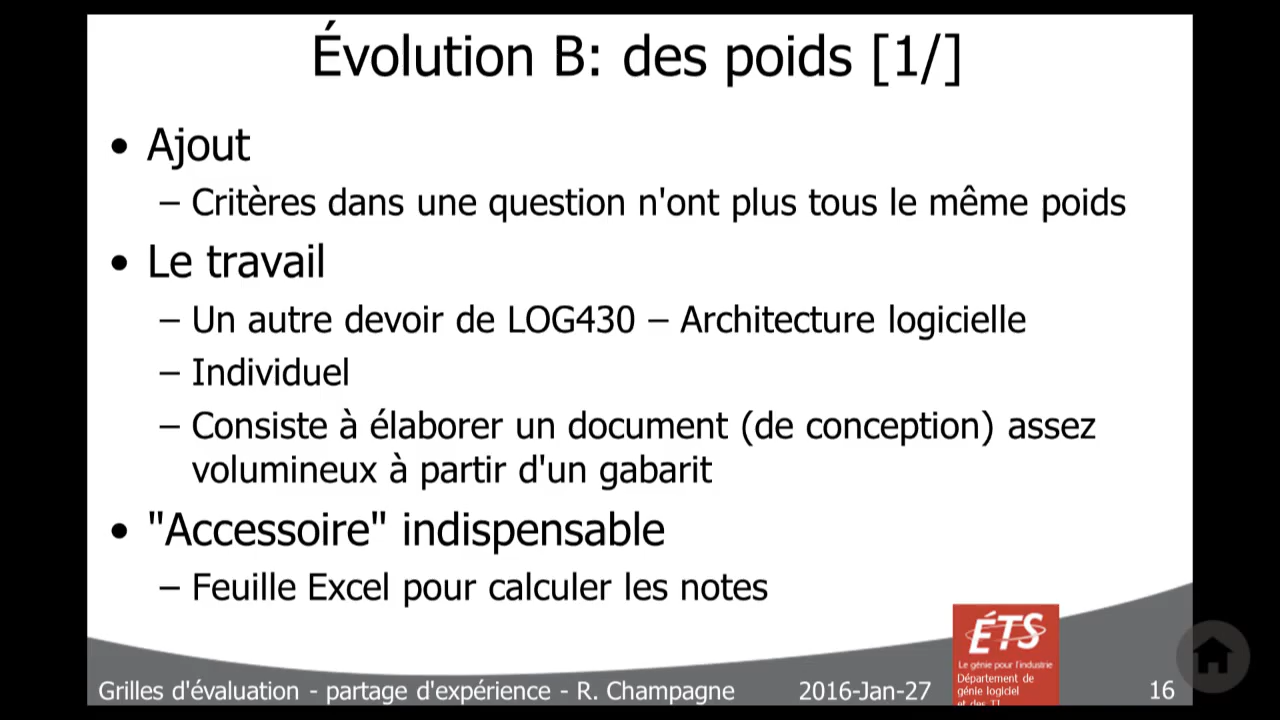 Évolution B: des poids [1/]
• Ajout
– Critères dans une question n'ont plus tous le même poids
• Le travail
– Un autre devoir de LOG430 – Architecture logicielle
– Individuel
– Consiste à élaborer un document (de conception) assez
volumineux à partir d'un gabarit
• "Accessoire" indispensable
– Feuille Excel pour calculer les notes
ÉTS
Le génie pour l'industrie
Département de
génie logiciel
et des TI
Grilles d'évaluation - partage d'expérience - R. Champagne
2016-Jan-27
16